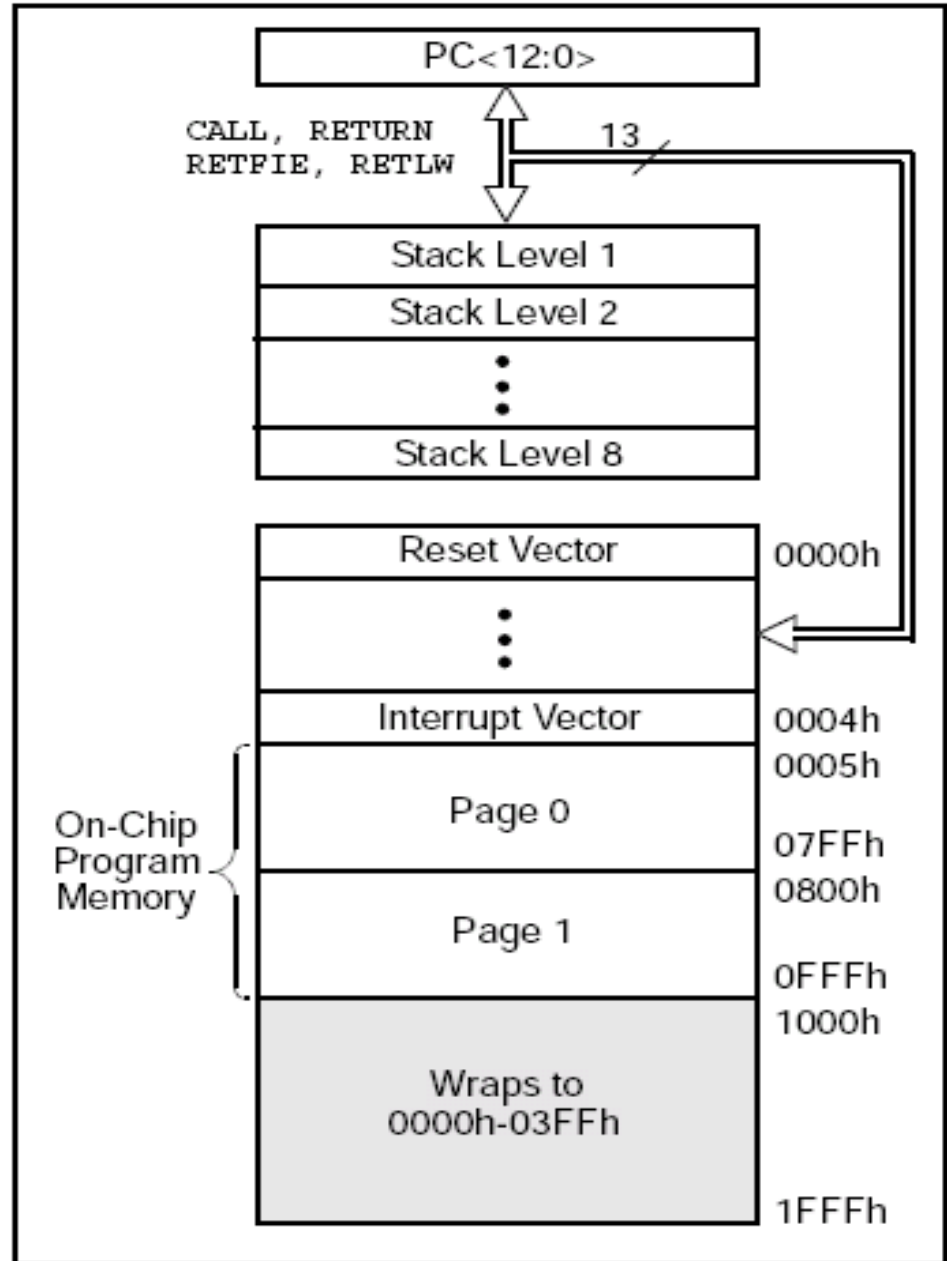 PC<12:0>
CALL, RETURN
RETFIE, RETLW
13
Stack Level 1
Stack Level 2
Stack Level 8
Reset Vector
0000h
Interrupt Vector
0004h
0005h
On-Chip
Program
Memory
Page 0
07FFh
0800h
Page 1
0FFFh
1000h
Wraps to
0000h-03FFh
1FFFh